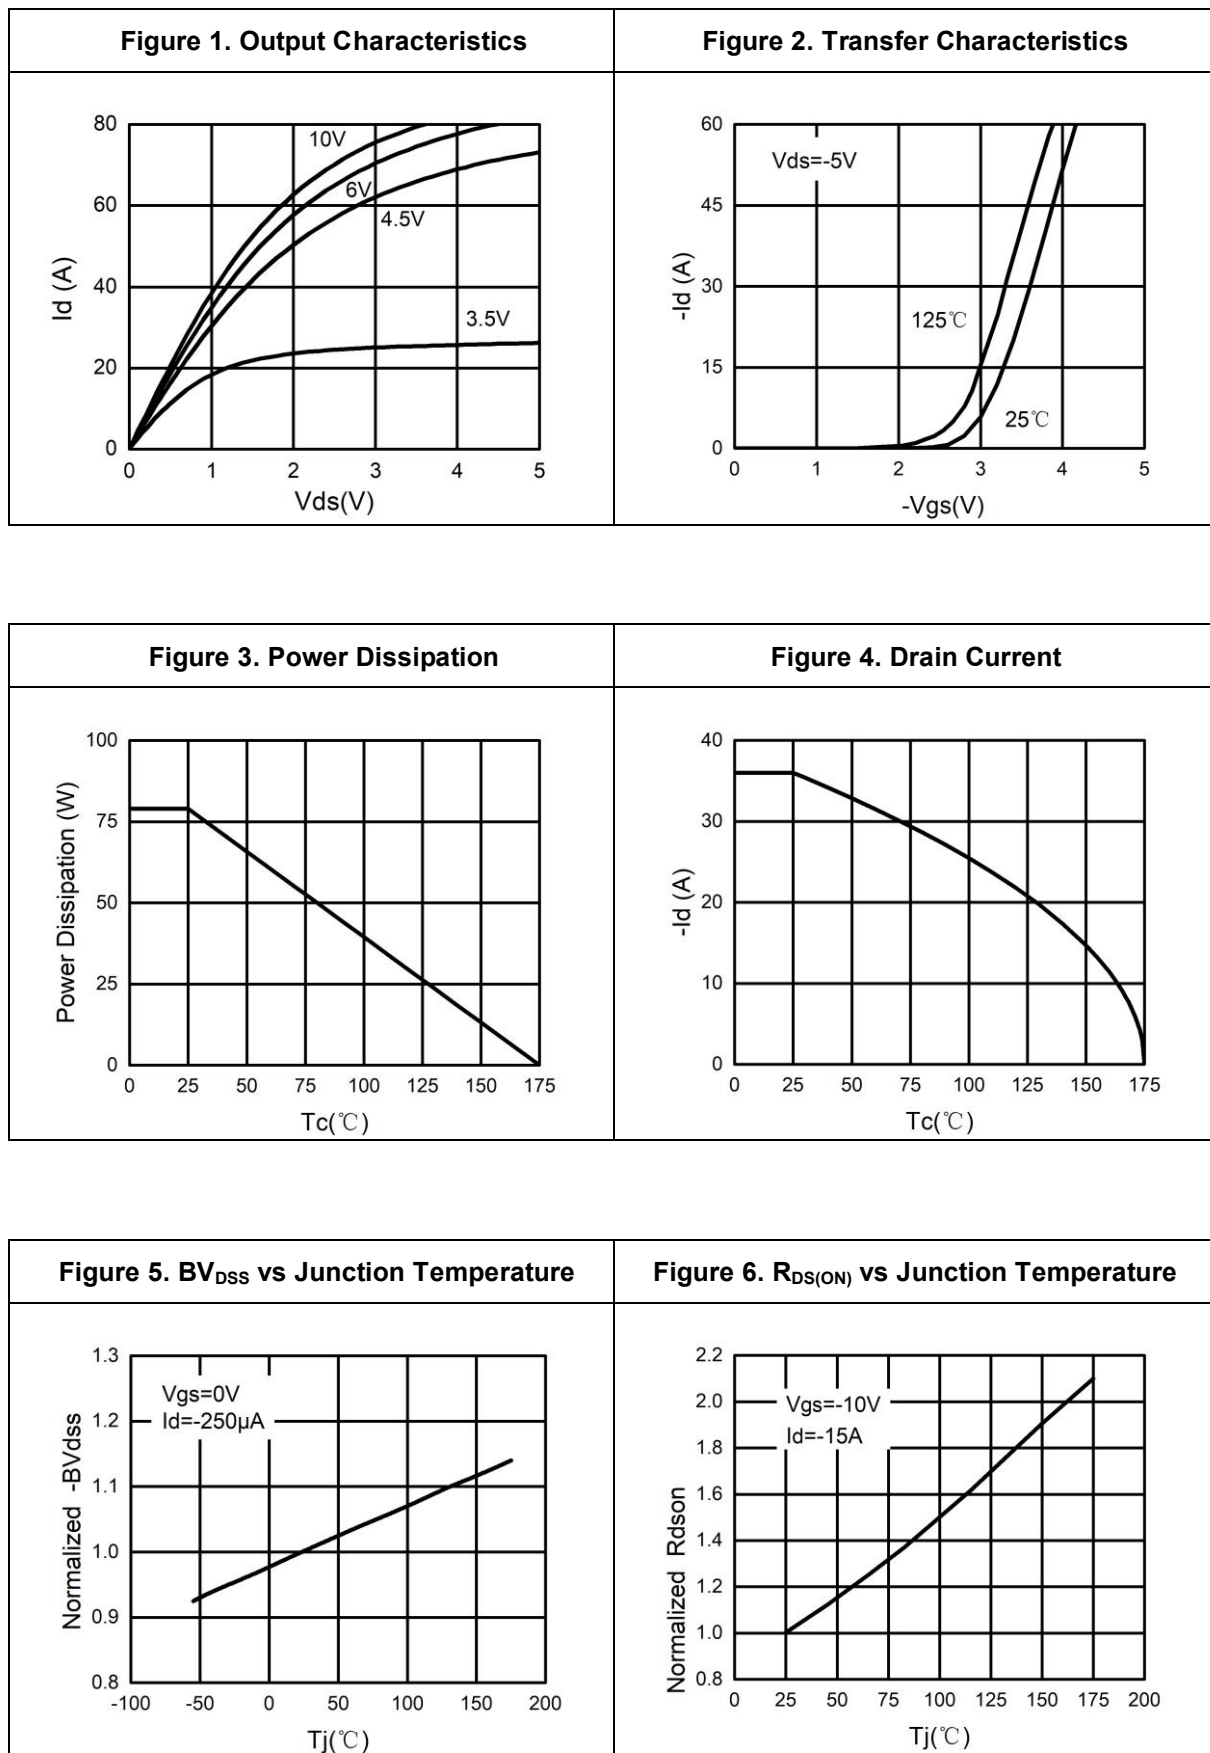 Figure 1. Output Characteristics
Figure 2. Transfer Characteristics
80
60
40
20
0
Id (A)
10V
6V
4.5V
3.5V
0 1 2 3 4 5
Vds(V)
60
45
30
15
0
-Id (A)
Vds=-5V
125℃
25℃
0 1 2 3 4 5
-Vgs(V)
Figure 3. Power Dissipation
Figure 4. Drain Current
100
75
50
25
0
Power Dissipation (W)
0 25 50 75 100 125 150 175
Tc(℃)
40
30
20
10
0
-Id (A)
0 25 50 75 100 125 150 175
Tc(℃)
Figure 5. BVDSS vs Junction Temperature
Figure 6. RDS(ON) vs Junction Temperature
1.3
1.2
1.1
1.0
0.9
0.8
Normalized -BVdss
Vgs=0V
Id=-250µA
-100 -50 0 50 100 150 200
Tj(℃)
2.2
2.0
1.8
1.6
1.4
1.2
1.0
0.8
Normalized Rdson
Vgs=-10V
Id=-15A
0 25 50 75 100 125 150 175 200
Tj(℃)